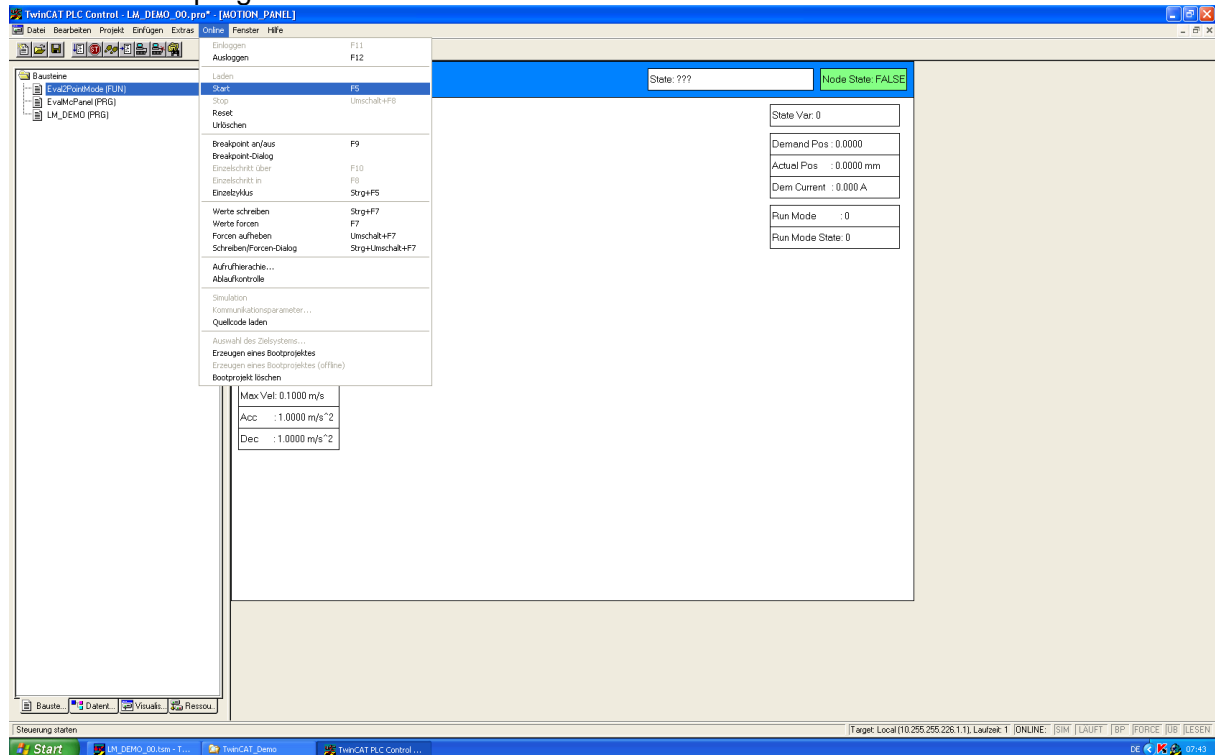 TwinCAT PLC Control - LM_DEMO_00.pro* - [MOTION_PANEL]
Datei Bearbeiten Projekt Einfügen Extras Online Fenster Hilfe
Einloggen F11
Ausloggen F12
Laden
Start F5
Stop Umschalt+F8
Reset
Urlöschen
Breakpoint an/aus F9
Breakpoint-Dialog
Einzelschritt über F10
Einzelschritt in F8
Einzelzyklus Strg+F5
Werte schreiben Strg+F7
Werte forcen F7
Forcen aufheben Umschalt+F7
Schreiben/Forcen-Dialog Strg+Umschalt+F7
Aufrufhierachie...
Ablaufkontrolle
Simulation
Kommunikationsparameter...
Quellcode laden
Auswahl des Zielsystems...
Erzeugen eines Bootprojektes
Erzeugen eines Bootprojektes (offline)
Bootprojekt löschen
Bausteine
Eval2PointMode (FUN)
EvalMcPanel (PRG)
LM_DEMO (PRG)
State: ???
Node State: FALSE
State Var: 0
Demand Pos : 0.0000
Actual Pos : 0.0000 mm
Dem Current : 0.000 A
Run Mode : 0
Run Mode State: 0
Max Vel: 0.1000 m/s
Acc : 1.0000 m/s^2
Dec : 1.0000 m/s^2
Bauste... Datent... Visualis... Ressou...
Steuerung starten
Target: Local (10.255.255.226.1.1), Laufzeit: 1 ONLINE: SIM LÄUFT BP FORCE ÜB LESEN
Start LM_DEMO_00.tsm - T... TwinCAT_Demo TwinCAT PLC Control ... DE 07:43